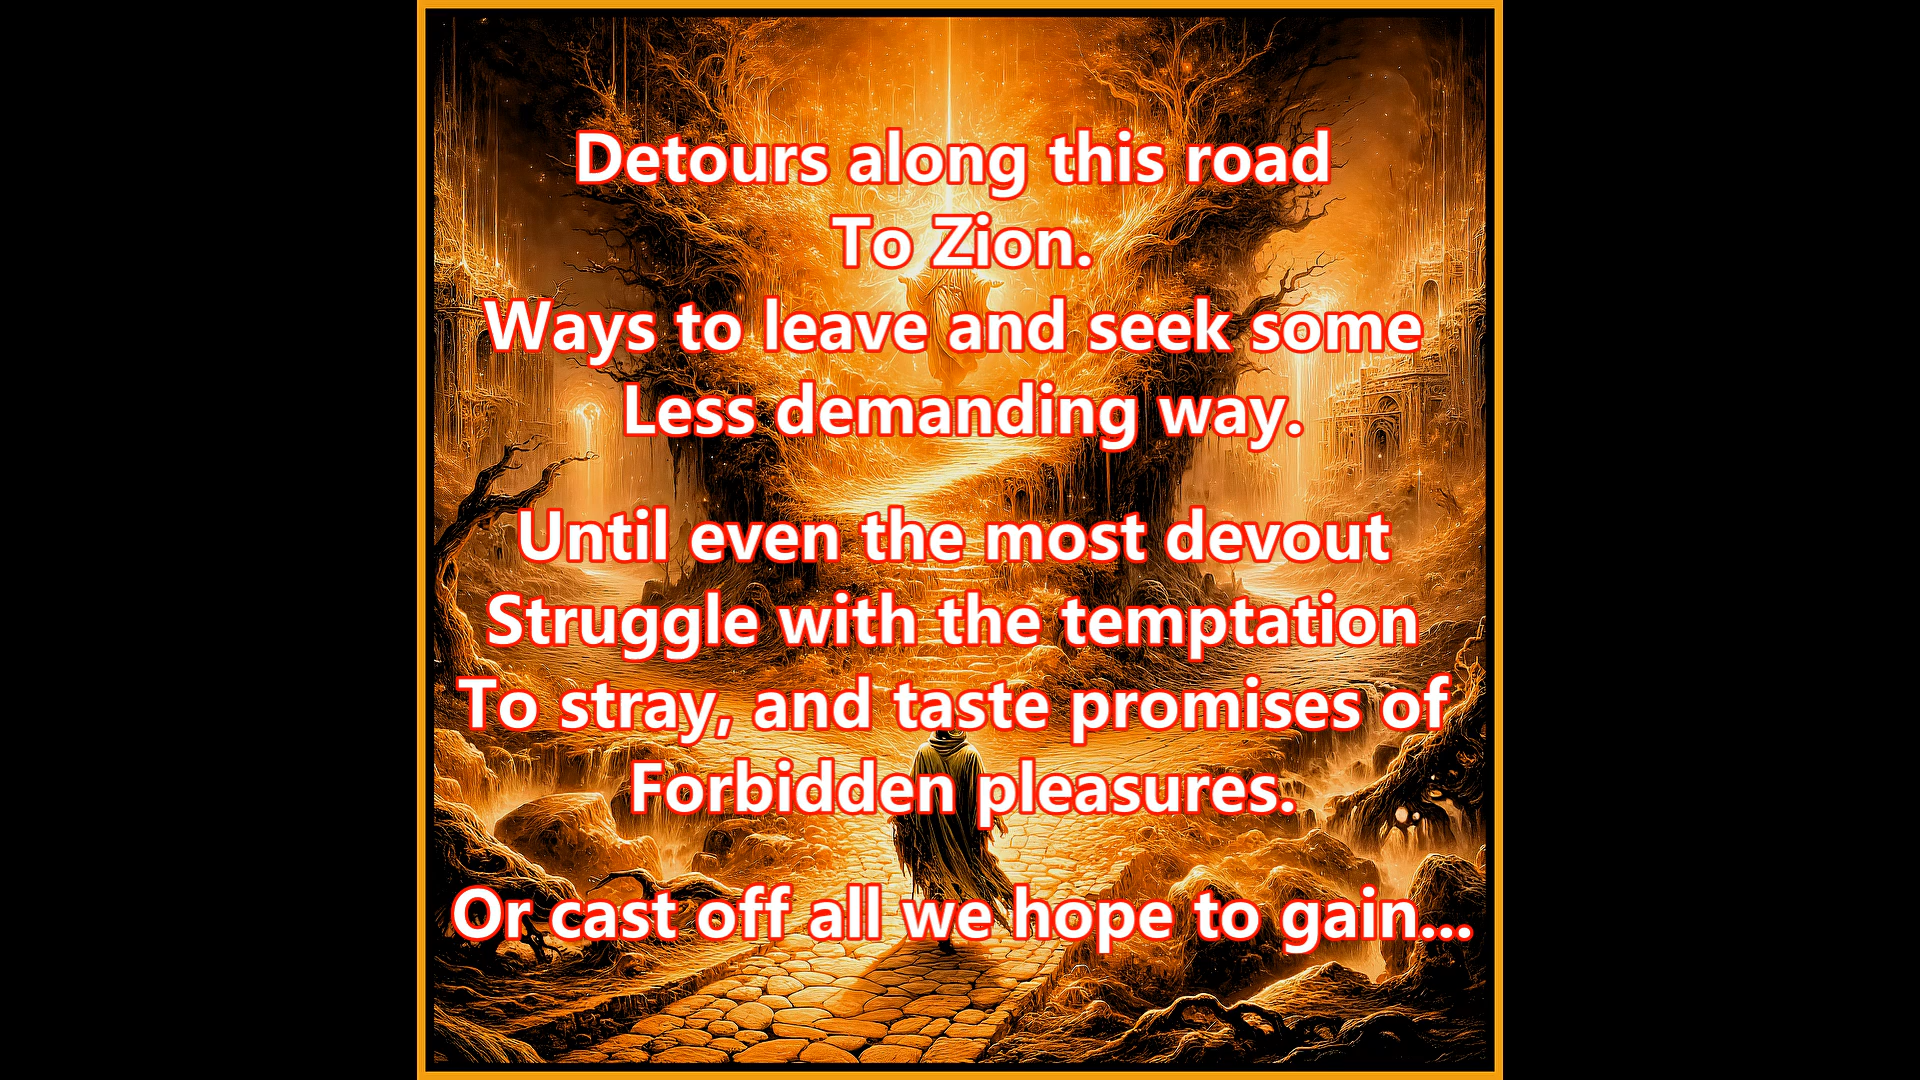 Detours along this road
To Zion.
Ways to leave and seek some
Less demanding way.
Until even the most devout
Struggle with the temptation
To stray, and taste promises of
Forbidden pleasures.
Or cast off all we hope to gain...